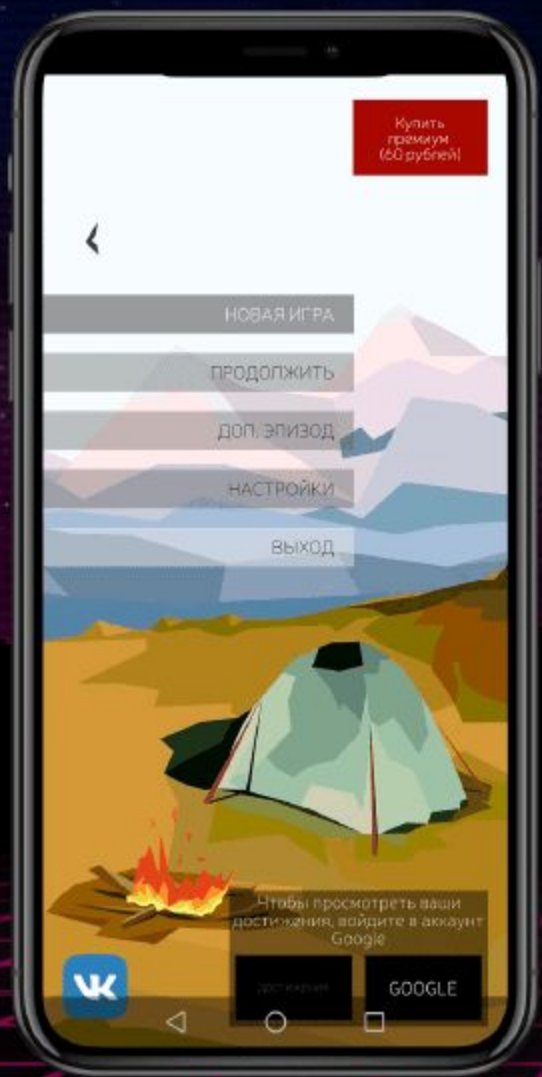 Купить
премиум
(60 рублей)
НОВАЯ ИГРА
ПРОДОЛЖИТЬ
ДОП. ЭПИЗОД
НАСТРОЙКИ
ВЫХОД
Чтобы просмотреть ваши
достижения, войдите в аккаунт
Google
достижения
GOOGLE